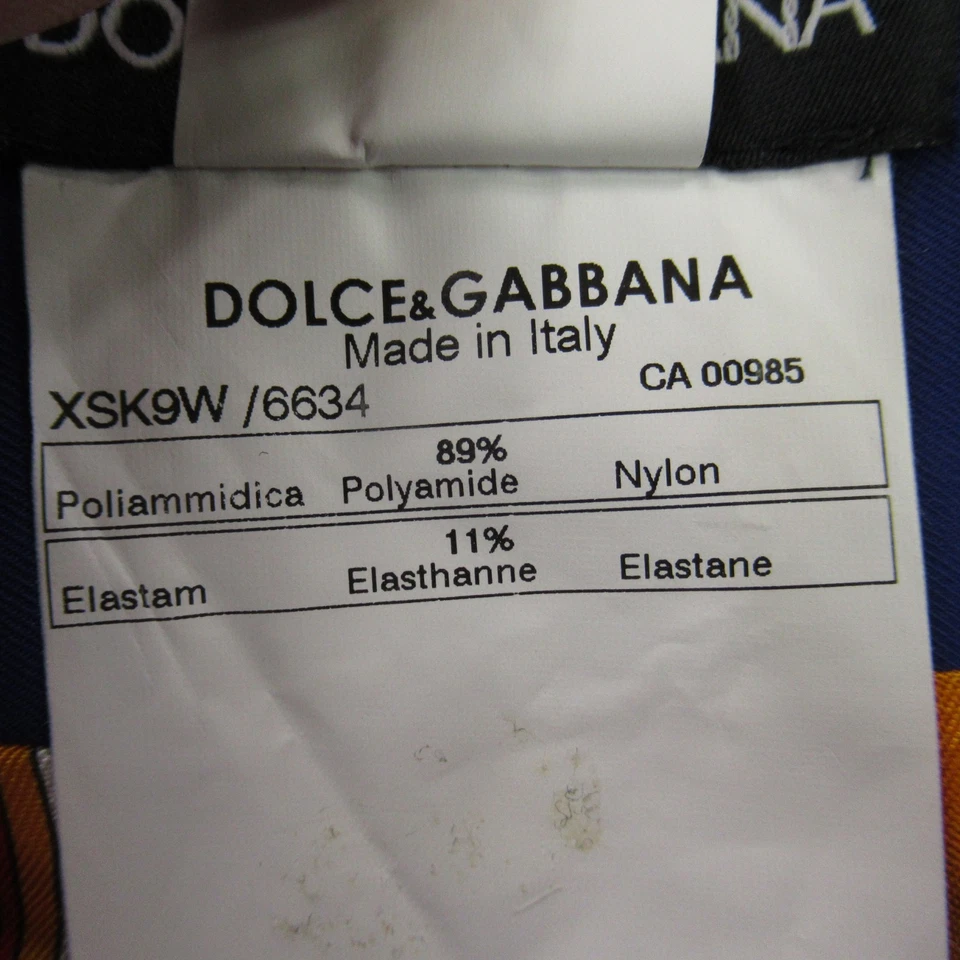 DOLCE&GABBANA
Made in Italy
CA 00985
XSK9W /6634
89%
Poliammidica Polyamide Nylon
11%
Elastam Elasthanne Elastane